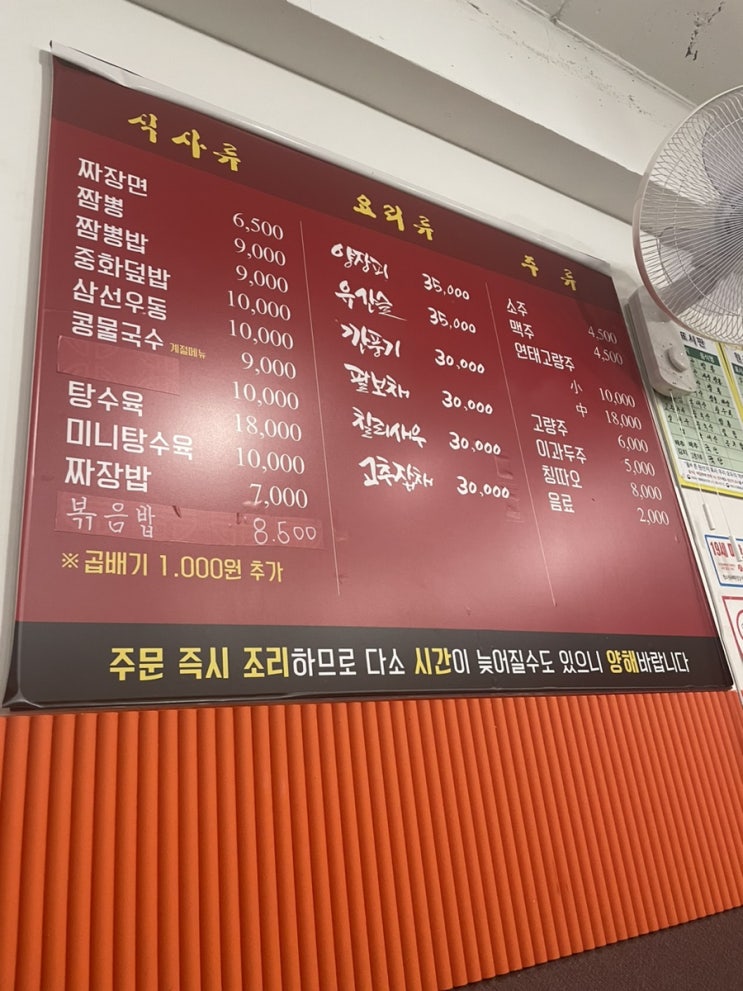 식사류
짜장면 6,500
짬뽕 9,000
짬뽕밥 9,000
중화덮밥 10,000
삼선우동 10,000
콩물국수 계절메뉴 9,000
10,000
탕수육 18,000
미니탕수육 10,000
짜장밥 7,000
볶음밥 8.500
※곱배기 1.000원 추가
요리류
양장피 35,000
유산슬 35,000
깐풍기 30,000
팔보채 30,000
칠리새우 30,000
고추잡채 30,000
주류
소주 4,500
맥주 4,500
연태고량주
小 10,000
中 18,000
고량주 6,000
이과두주 5,000
칭따오 8,000
음료 2,000
주문 즉시 조리하므로 다소 시간이 늦어질수도 있으니 양해바랍니다
19세 미